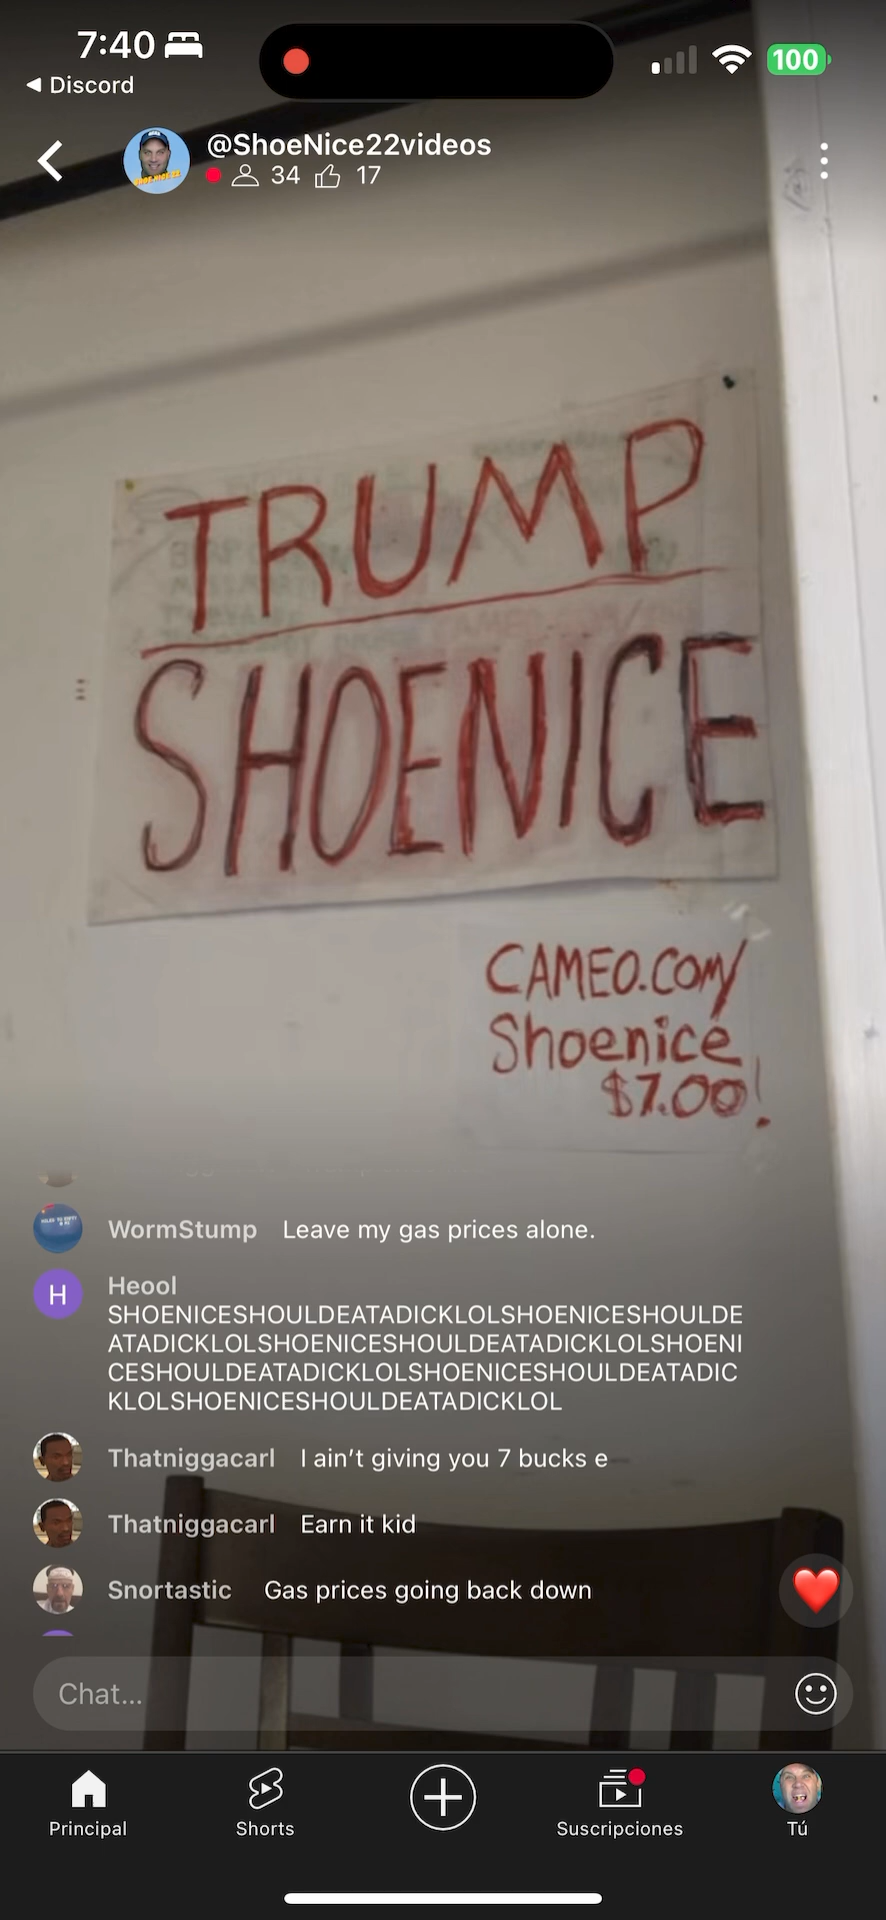 7:40
100
Discord
@ShoeNice22videos
34 17
TRUMP
SHOENICE
CAMEO.COM/
Shoenice
$7.00!
WormStump Leave my gas prices alone.
H
Heool
SHOENICESHOULDEATADICKLOLSHOENICESHOULDE
ATADICKLOLSHOENICESHOULDEATADICKLOLSHOENI
CESHOULDEATADICKLOLSHOENICESHOULDEATADIC
KLOLSHOENICESHOULDEATADICKLOL
Thatniggacarl I ain’t giving you 7 bucks e
Thatniggacarl Earn it kid
Snortastic Gas prices going back down
Chat...
Principal
Shorts
Suscripciones
Tú